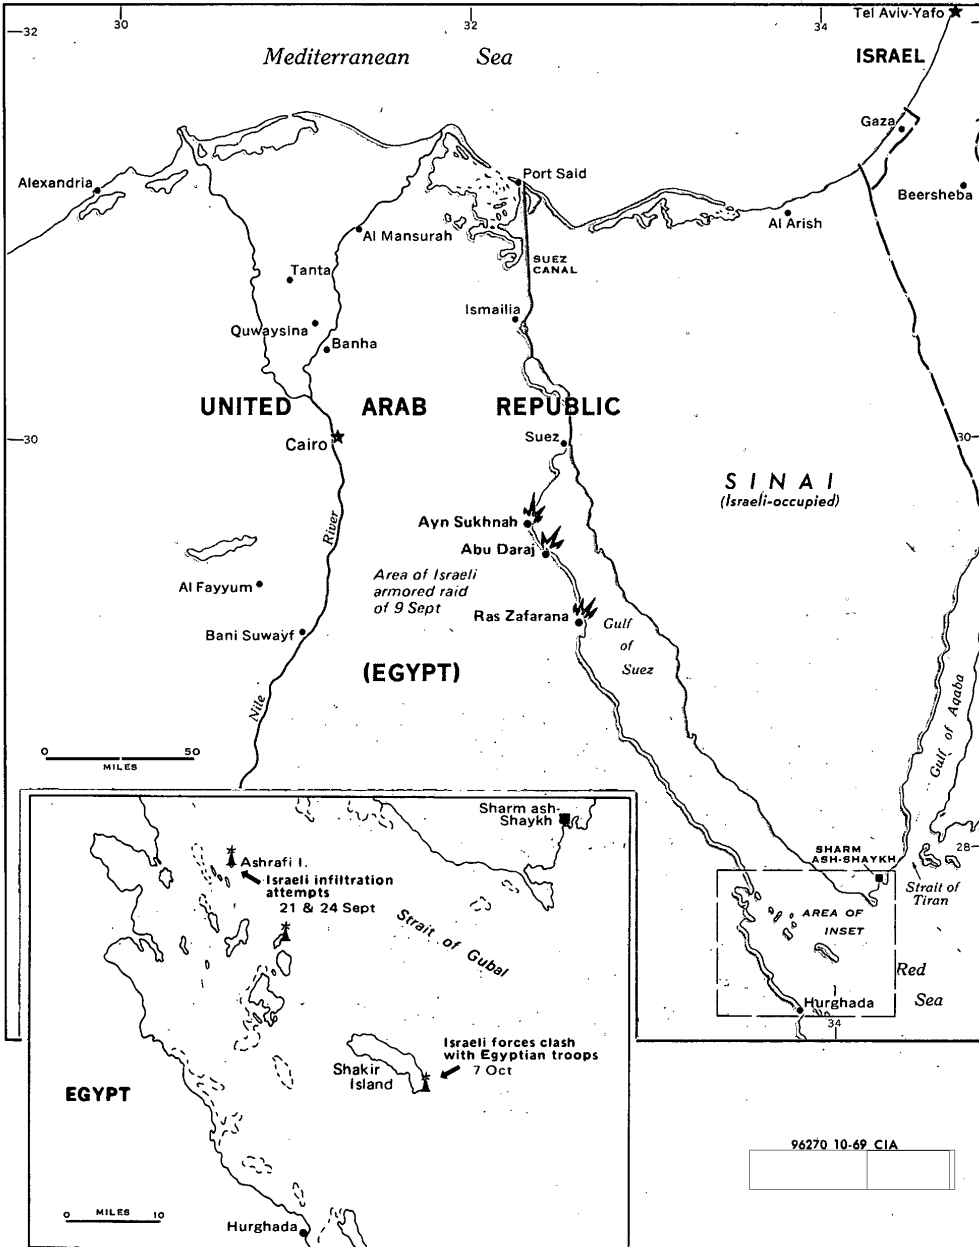 30
32
34
Tel Aviv-Yafo
32
Mediterranean Sea
ISRAEL
Gaza
Alexandria
Port Said
Beersheba
Al Mansurah
Al Arish
SUEZ
CANAL
Tanta
Ismailia
Quwaysina
Banha
UNITED ARAB REPUBLIC
30
Cairo
Suez
30
SINAI
(Israeli-occupied)
Ayn Sukhnah
River
Abu Daraj
Area of Israeli
armored raid
of 9 Sept
Al Fayyum
Ras Zafarana
Gulf
of
Suez
Bani Suwayf
(EGYPT)
Nile
Gulf of Aqaba
0 50
MILES
28
SHARM
ASH-SHAYKH
Strait of
Tiran
AREA OF
INSET
Red
Sea
Hurghada
34
Sharm ash-
Shaykh
Ashrafi I.
Israeli infiltration
attempts
21 & 24 Sept
Strait of Gubal
Israeli forces clash
with Egyptian troops
7 Oct
Shakir
Island
EGYPT
0 MILES 10
Hurghada
96270 10-69 CIA